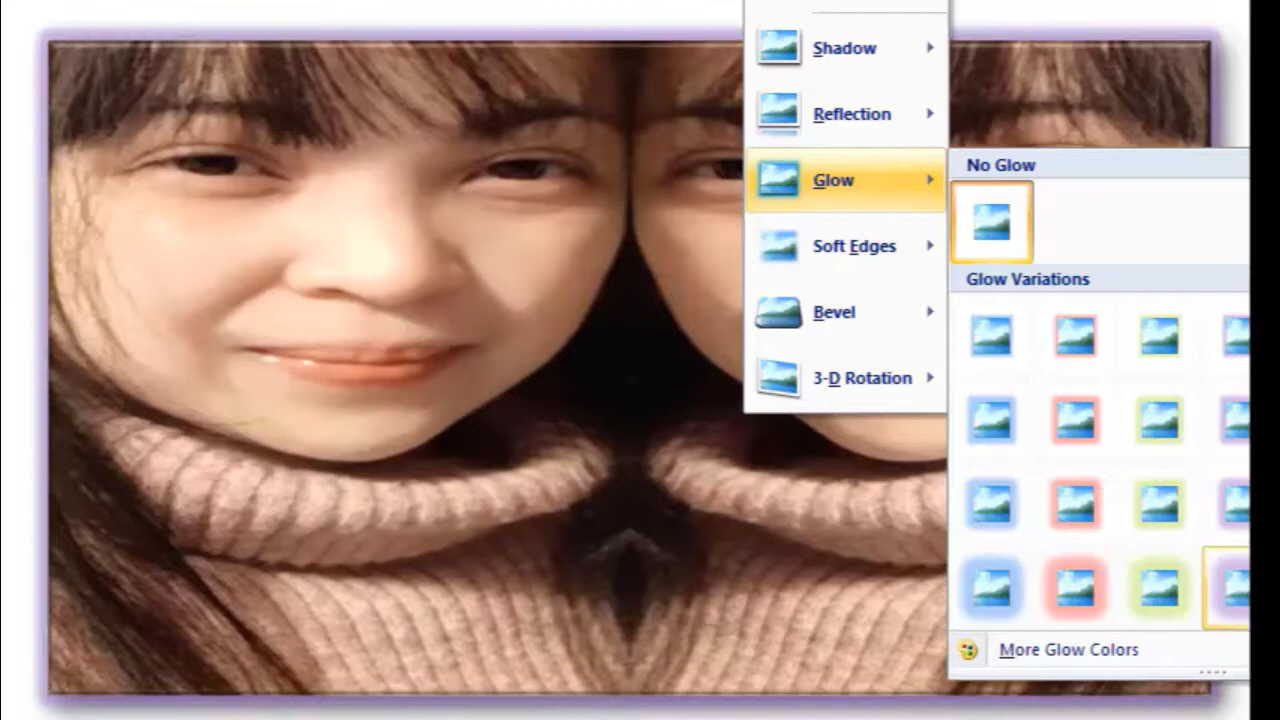 Shadow
Reflection
Glow
Soft Edges
Bevel
3-D Rotation
No Glow
Glow Variations
More Glow Colors